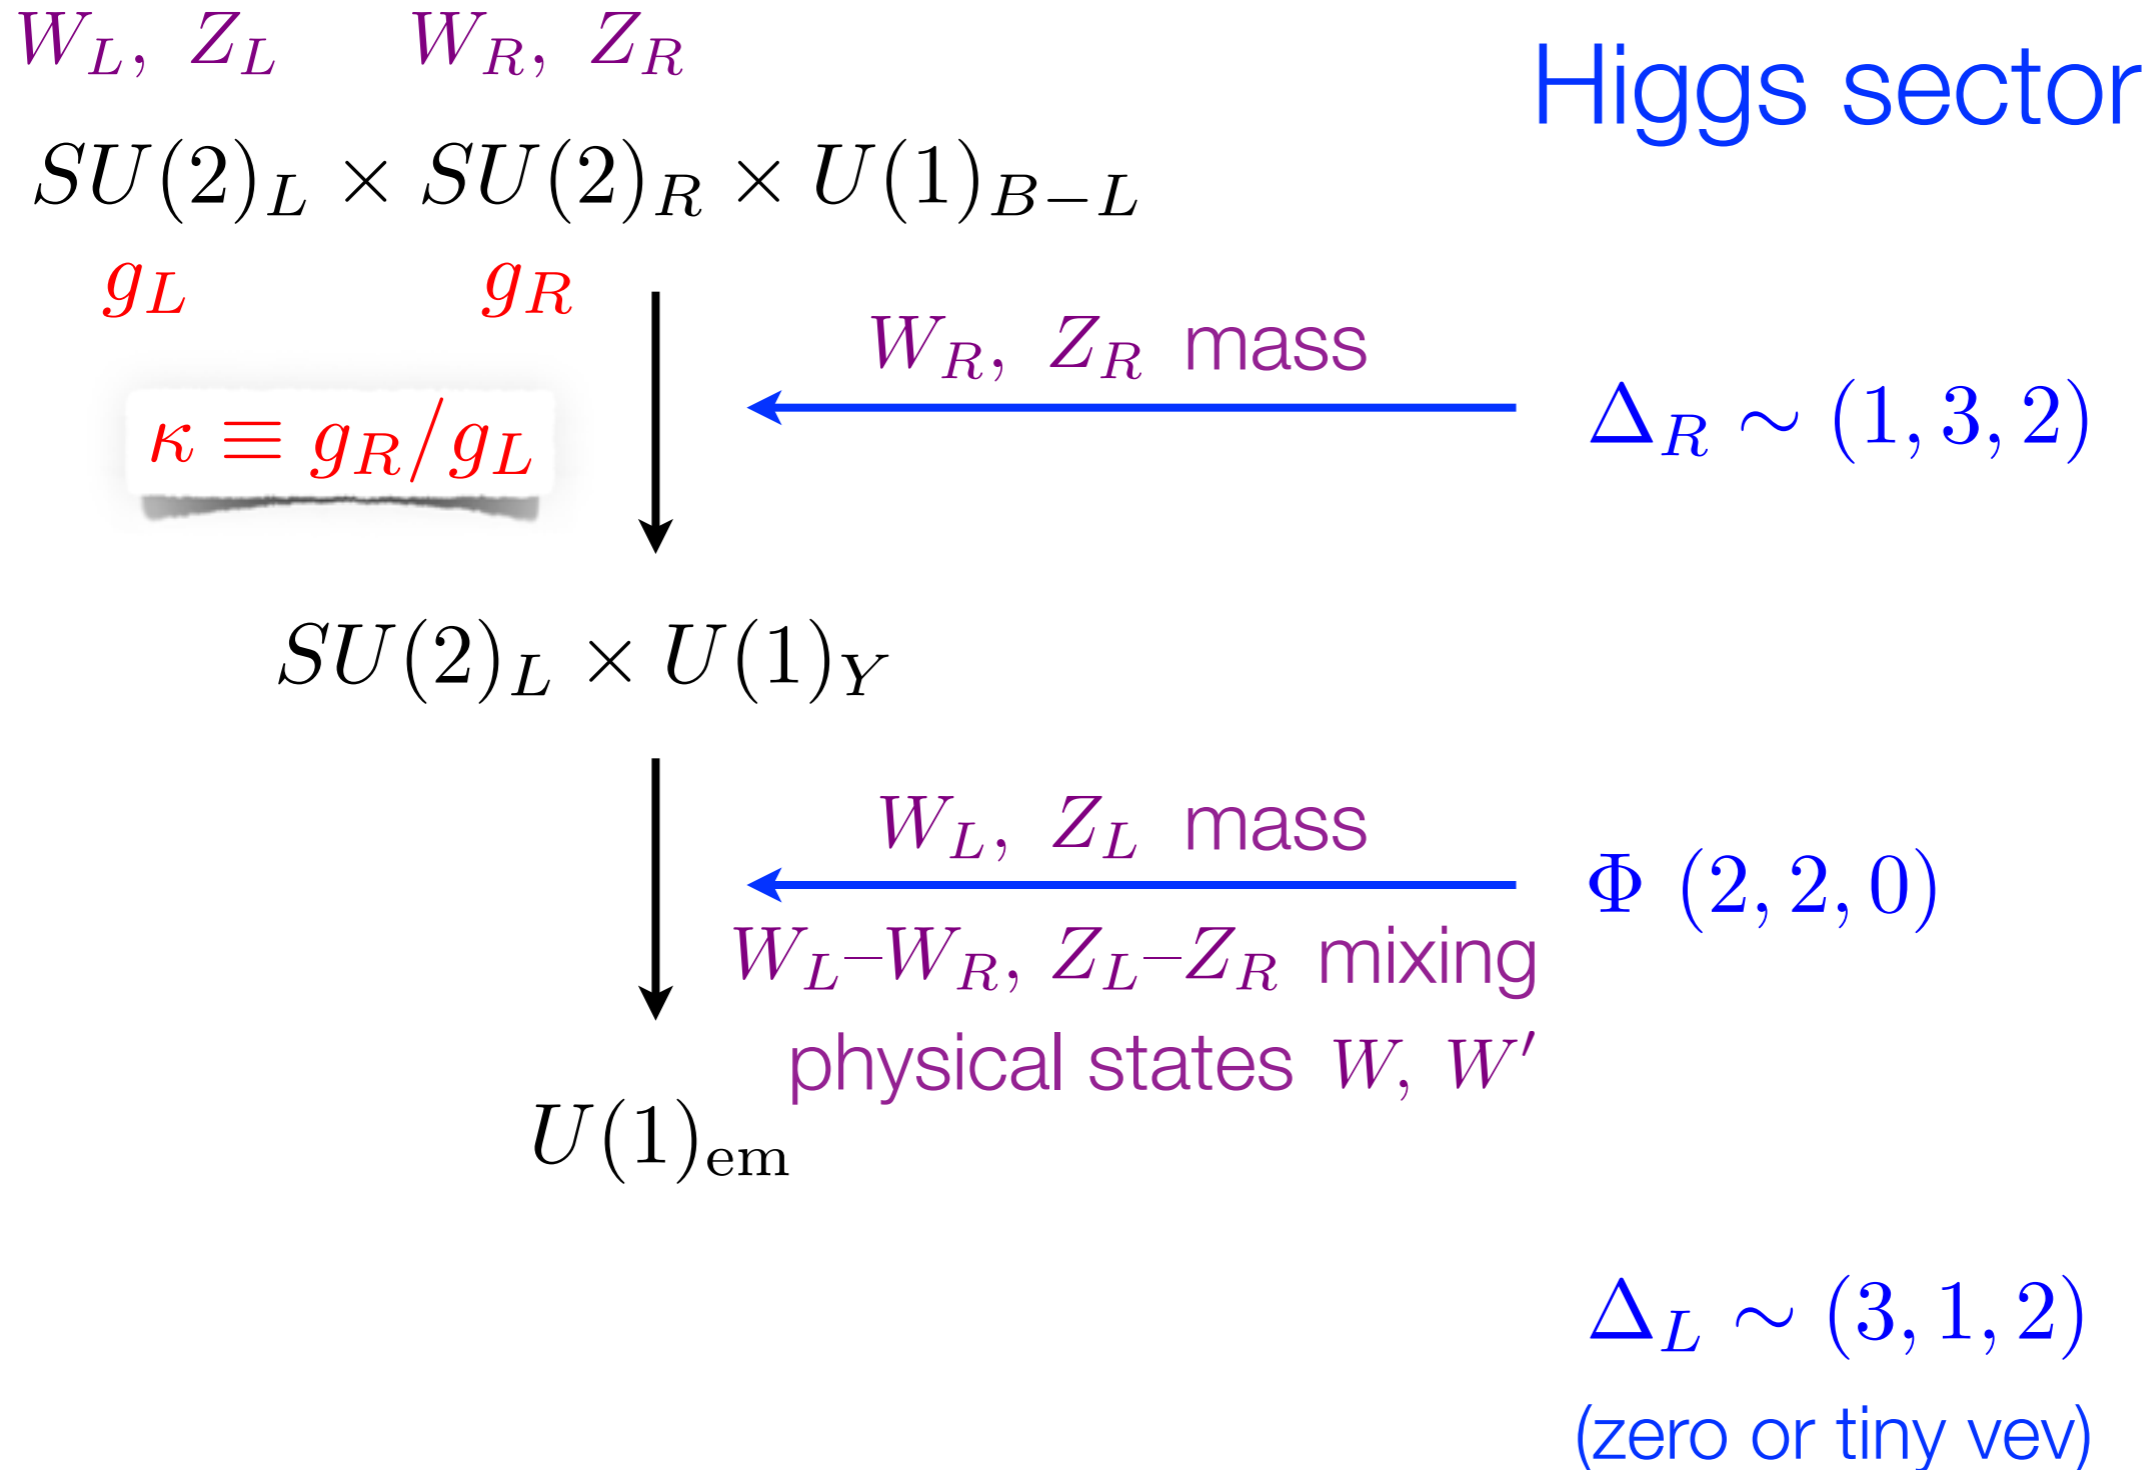 W_L, Z_L W_R, Z_R
Higgs sector
SU(2)_L × SU(2)_R × U(1)_{B−L}
g_L g_R
W_R, Z_R mass
κ ≡ g_R/g_L
Δ_R ∼ (1, 3, 2)
SU(2)_L × U(1)_Y
W_L, Z_L mass
Φ (2, 2, 0)
W_L–W_R, Z_L–Z_R mixing
physical states W, W′
U(1)_{em}
Δ_L ∼ (3, 1, 2)
(zero or tiny vev)